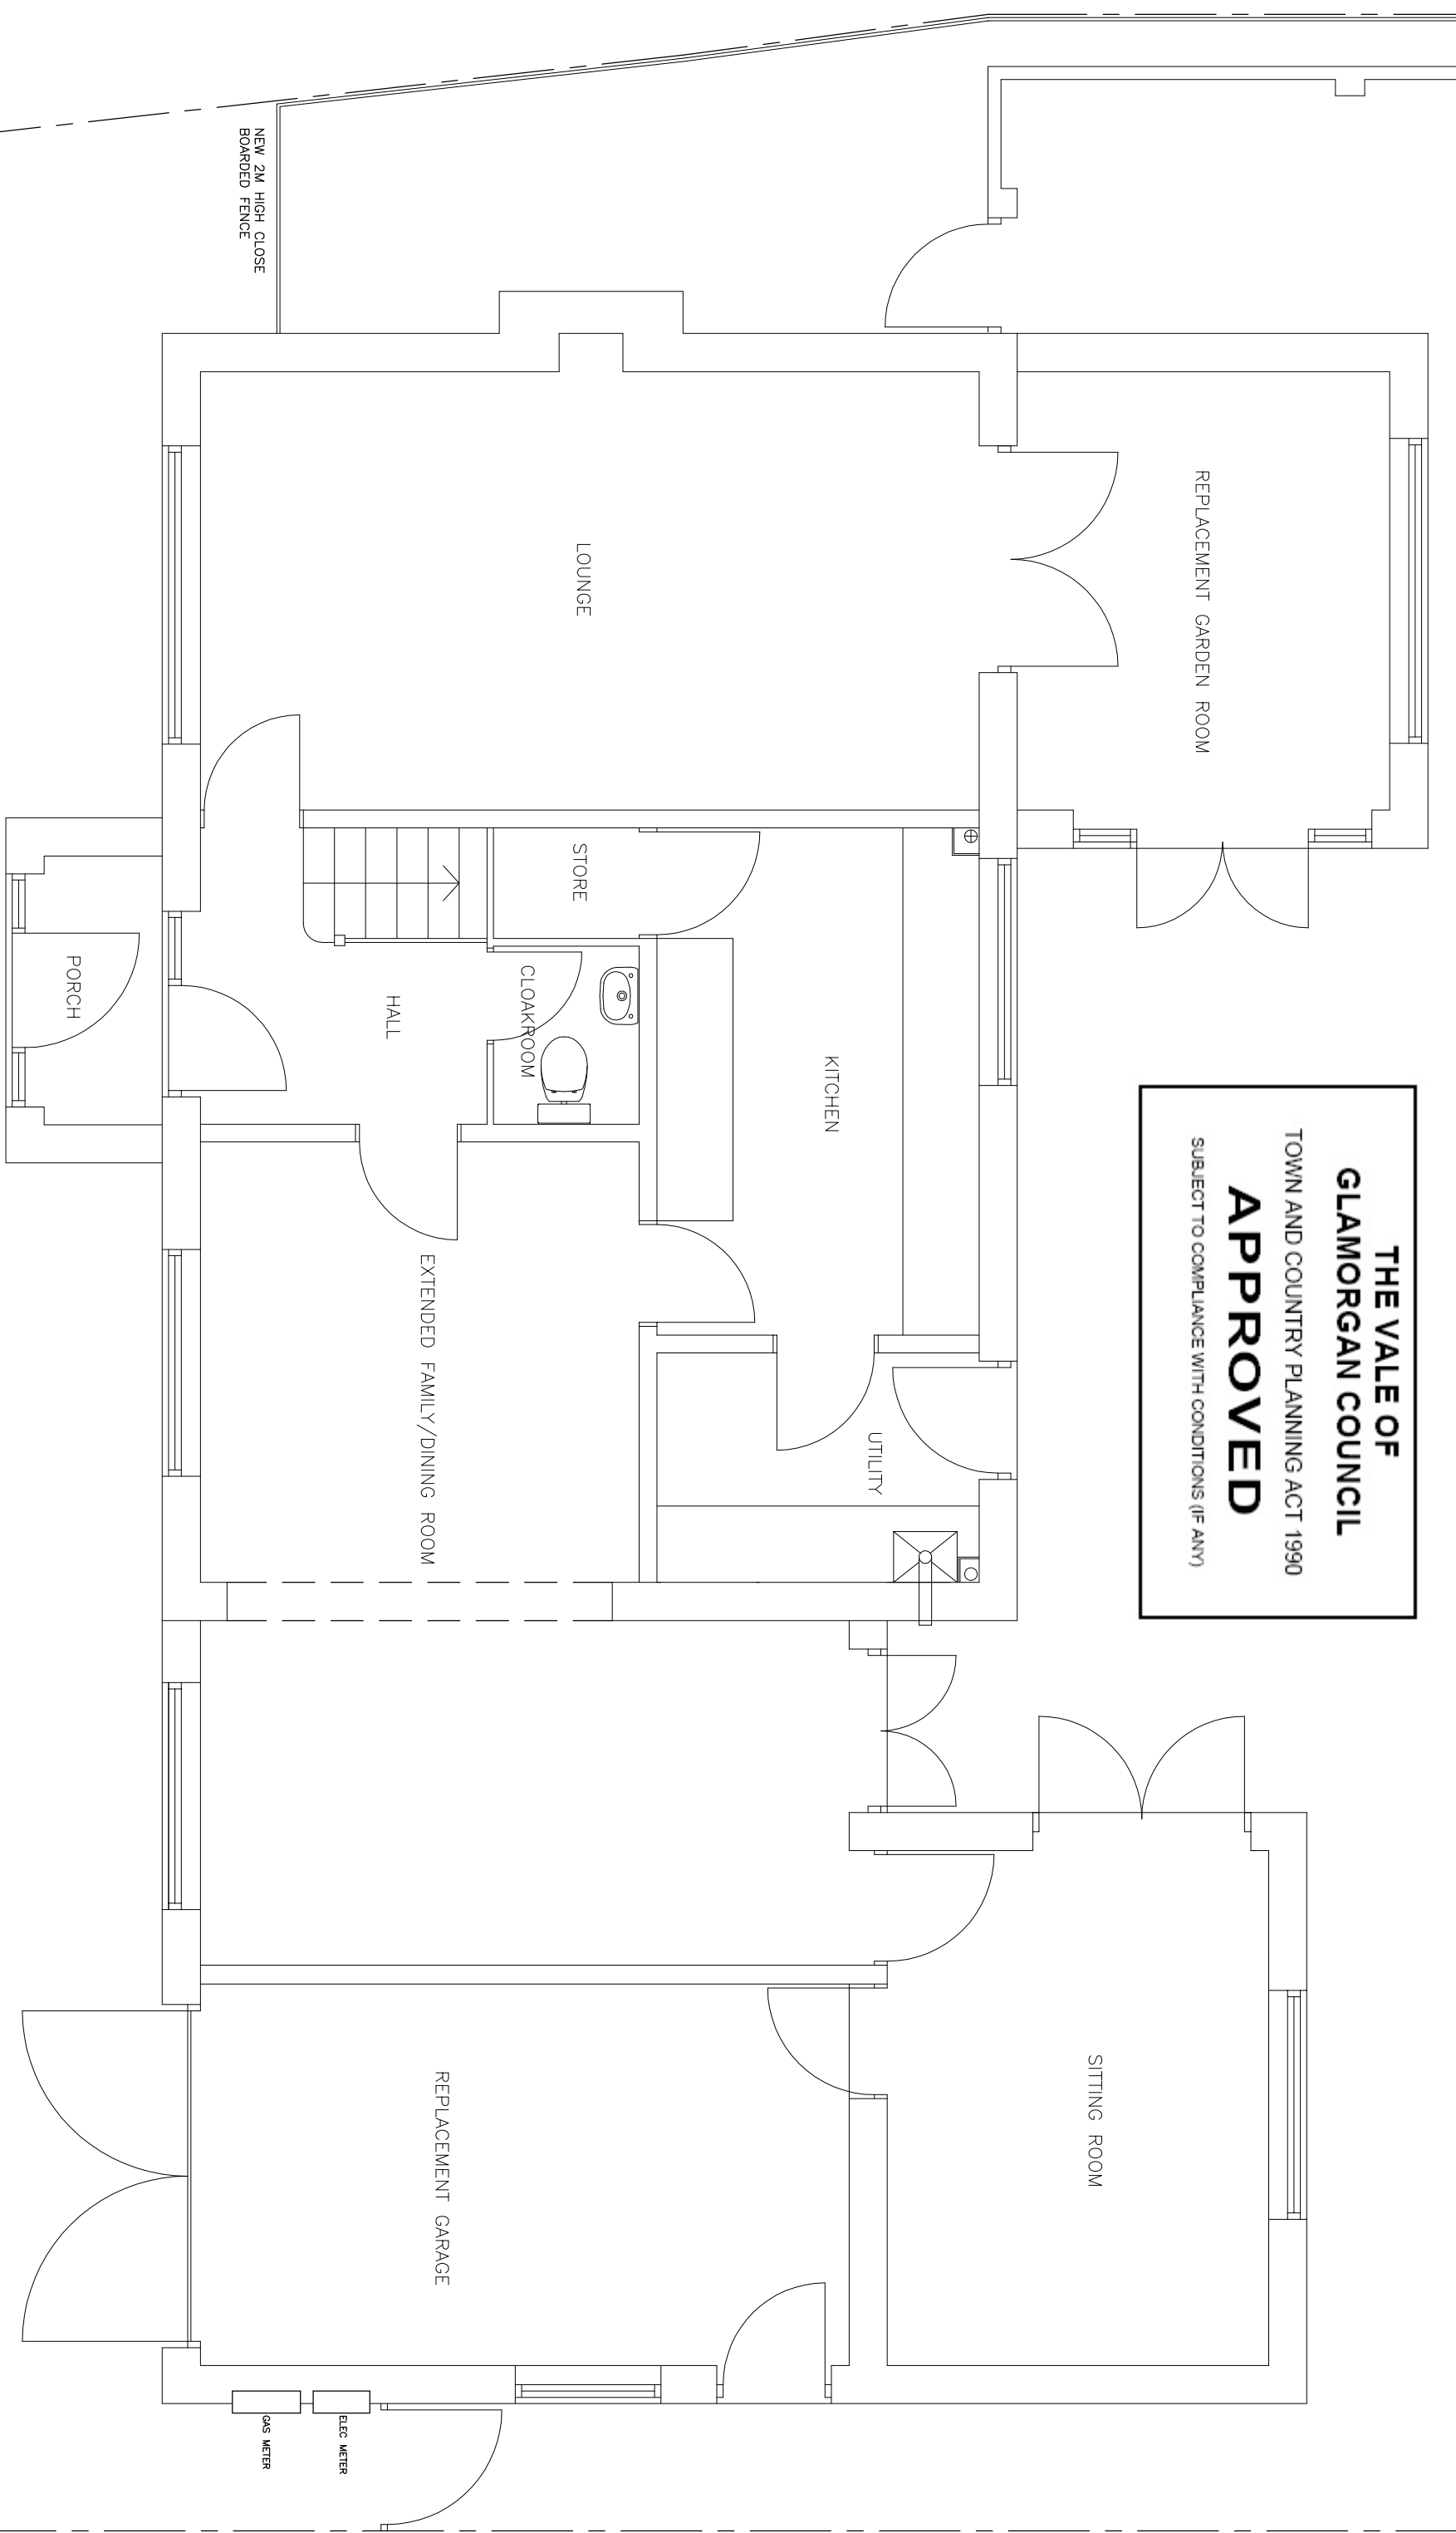 THE VALE OF
GLAMORGAN COUNCIL
TOWN AND COUNTRY PLANNING ACT 1990
APPROVED
SUBJECT TO COMPLIANCE WITH CONDITIONS (IF ANY)
REPLACEMENT GARDEN ROOM
SITTING ROOM
KITCHEN
UTILITY
LOUNGE
STORE
CLOAKROOM
HALL
EXTENDED FAMILY/DINING ROOM
REPLACEMENT GARAGE
PORCH
NEW 2M HIGH CLOSE
BOARDED FENCE
ELEC METER
GAS METER